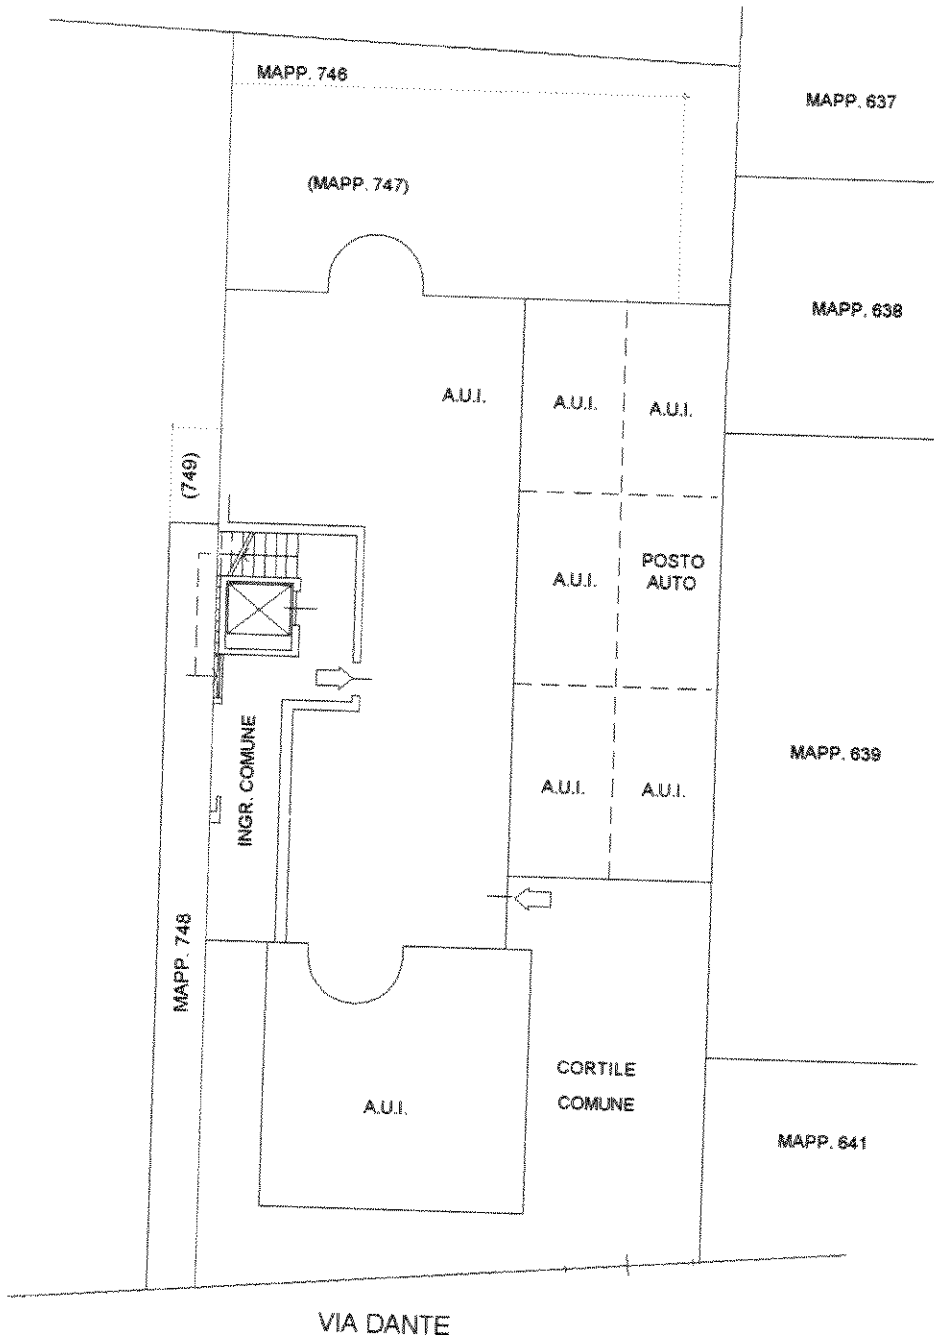 MAPP. 746
MAPP. 637
(MAPP. 747)
MAPP. 638
A.U.I.
A.U.I.
A.U.I.
(749)
POSTO
AUTO
A.U.I.
INGR. COMUNE
MAPP. 639
A.U.I.
A.U.I.
MAPP. 748
CORTILE
COMUNE
A.U.I.
MAPP. 641
VIA DANTE